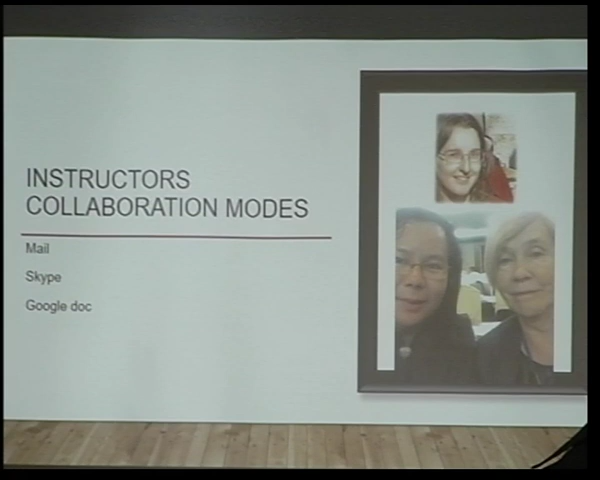 INSTRUCTORS
COLLABORATION MODES
Mail
Skype
Google doc